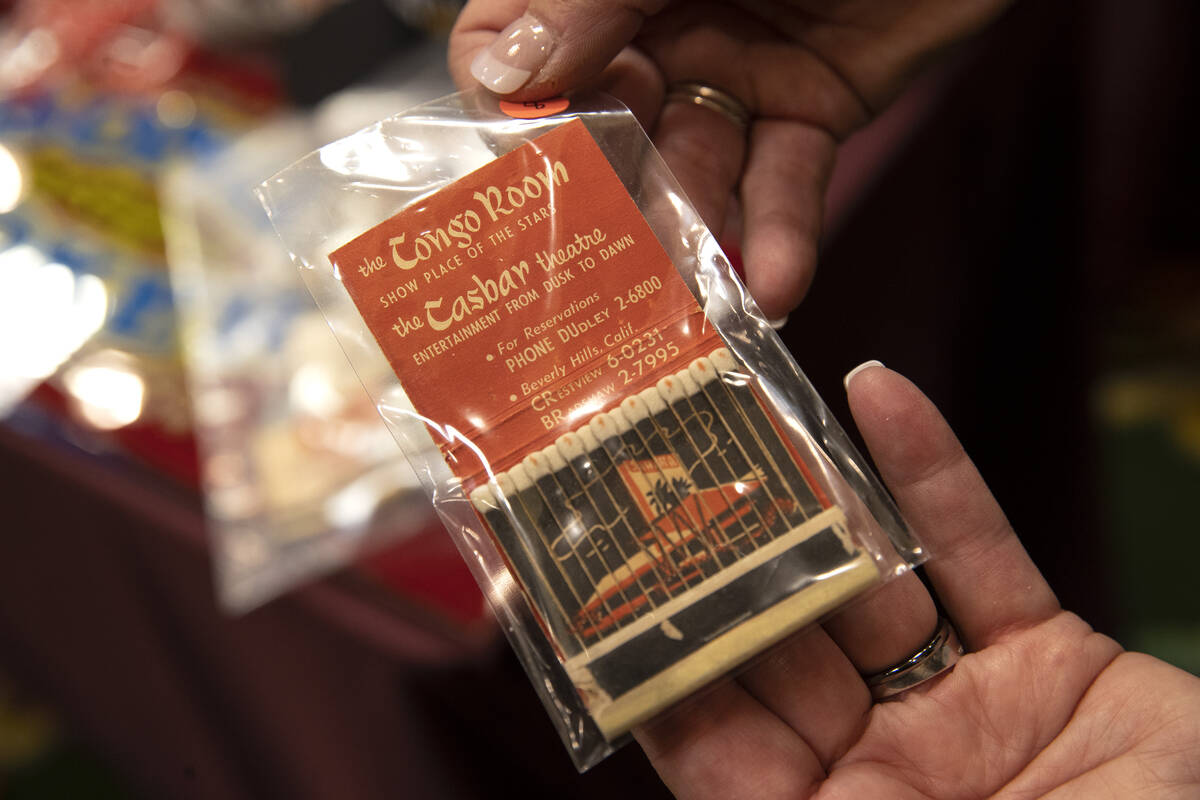 the Congo Room
SHOW PLACE OF THE STARS
the Casbar theatre
ENTERTAINMENT FROM DUSK TO DAWN
• For Reservations
PHONE DUDLEY 2-6800
• Beverly Hills, Calif.
CRESTVIEW 6-0231
BRADSHAW 2-7995